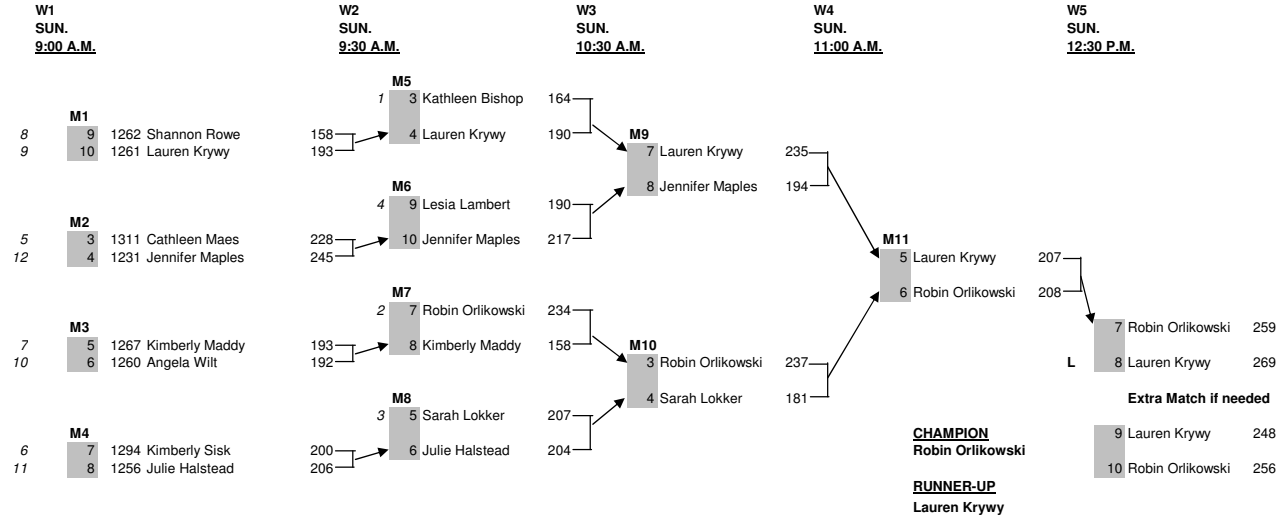 W1 W2 W3 W4 W5
SUN. SUN. SUN. SUN. SUN.
9:00 A.M. 9:30 A.M. 10:30 A.M. 11:00 A.M. 12:30 P.M.
M5
1 3 Kathleen Bishop 164
M1
8 9 1262 Shannon Rowe 158 4 Lauren Krywy 190 M9
9 10 1261 Lauren Krywy 193 7 Lauren Krywy 235
M6 8 Jennifer Maples 194
4 9 Lesia Lambert 190
M2
5 3 1311 Cathleen Maes 228 10 Jennifer Maples 217 M11
12 4 1231 Jennifer Maples 245 5 Lauren Krywy 207
M7 6 Robin Orlikowski 208
2 7 Robin Orlikowski 234
M3 7 Robin Orlikowski 259
7 5 1267 Kimberly Maddy 193 8 Kimberly Maddy 158 M10
10 6 1260 Angela Wilt 192 3 Robin Orlikowski 237 L 8 Lauren Krywy 269
M8 4 Sarah Lokker 181 Extra Match if needed
3 5 Sarah Lokker 207
M4 CHAMPION 9 Lauren Krywy 248
6 7 1294 Kimberly Sisk 200 6 Julie Halstead 204 Robin Orlikowski
11 8 1256 Julie Halstead 206 10 Robin Orlikowski 256
RUNNER-UP
Lauren Krywy